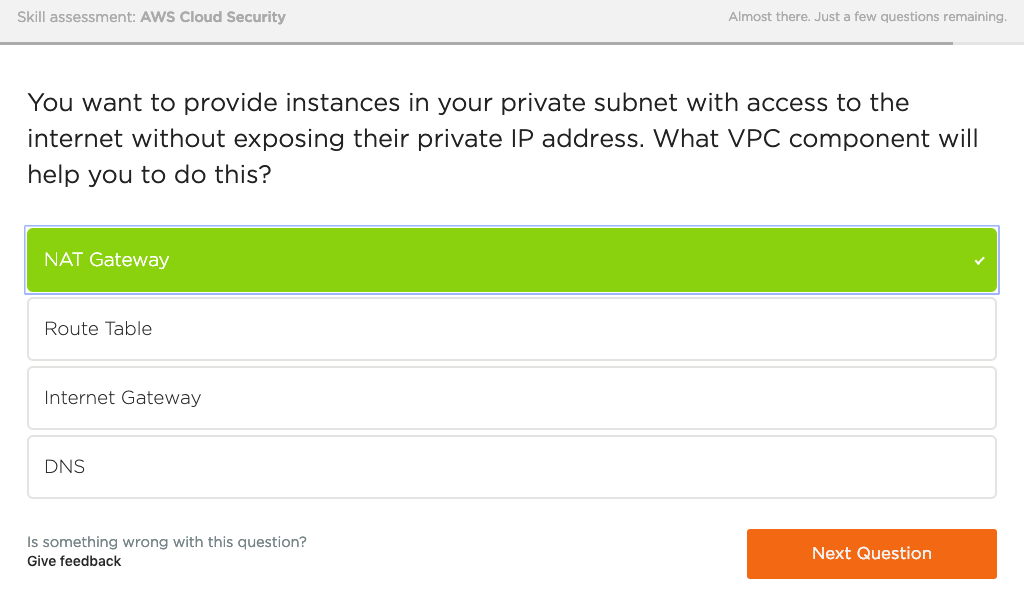 Skill assessment: AWS Cloud Security
Almost there. Just a few questions remaining.
You want to provide instances in your private subnet with access to the
internet without exposing their private IP address. What VPC component will
help you to do this?
NAT Gateway
Route Table
Internet Gateway
DNS
Is something wrong with this question?
Give feedback
Next Question